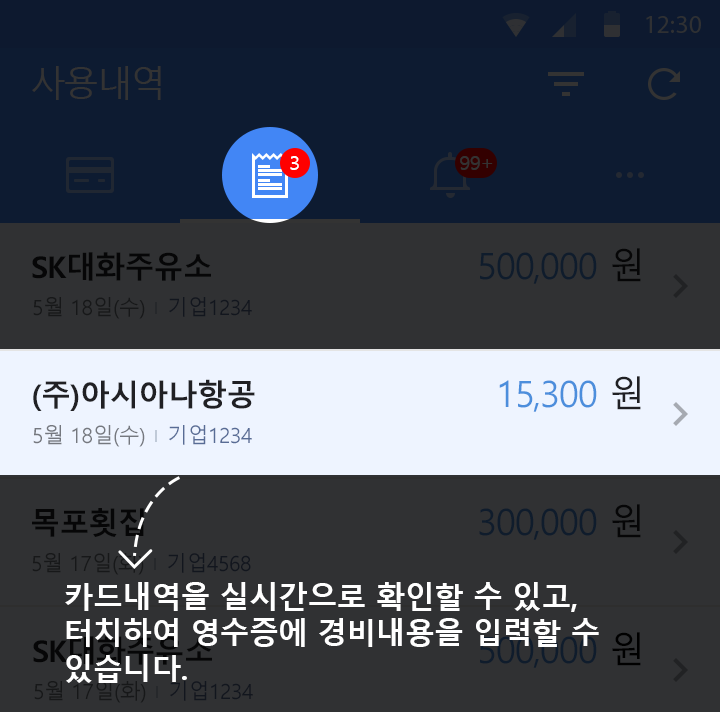 12:30
사용내역
3
99+
SK대화주유소 500,000 원
5월 18일(수) | 기업1234
(주)아시아나항공 15,300 원
5월 18일(수) | 기업1234
목포횟집 300,000 원
5월 17일(화) | 기업4568
카드내역을 실시간으로 확인할 수 있고,
터치하여 영수증에 경비내용을 입력할 수
있습니다.
SK대화주유소 500,000 원
5월 17일(화) | 기업1234